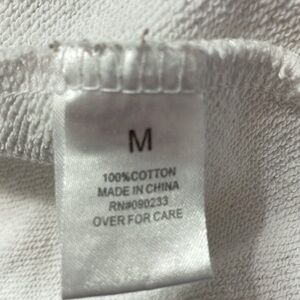 M
100%COTTON
MADE IN CHINA
RN#090233
OVER FOR CARE